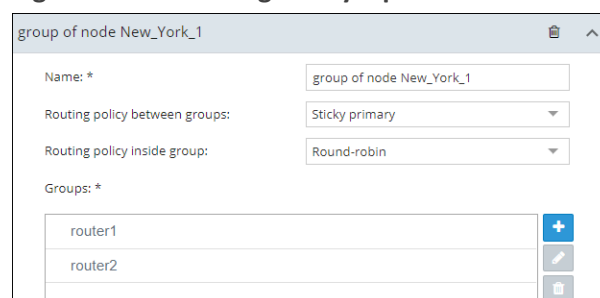 group of node New_York_1
Name: *
group of node New_York_1
Routing policy between groups:
Sticky primary
Routing policy inside group:
Round-robin
Groups: *
router1
router2